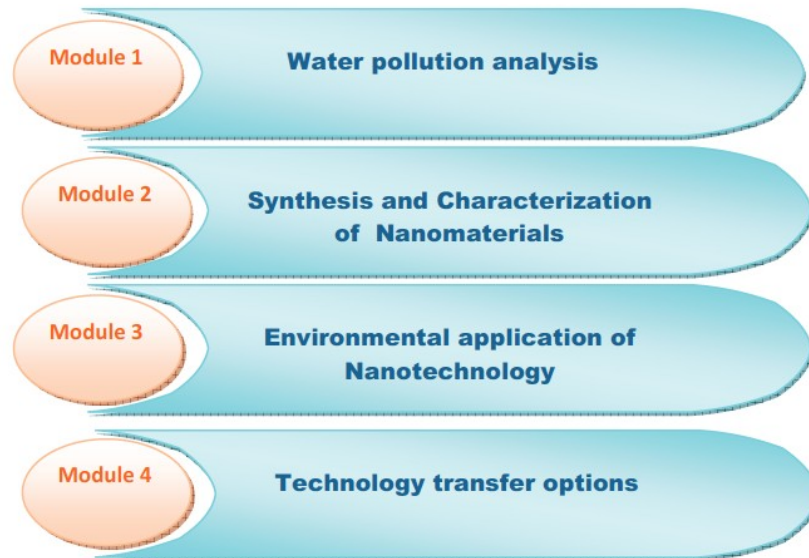 Module 1
Water pollution analysis
Module 2
Synthesis and Characterization
of Nanomaterials
Module 3
Environmental application of
Nanotechnology
Module 4
Technology transfer options